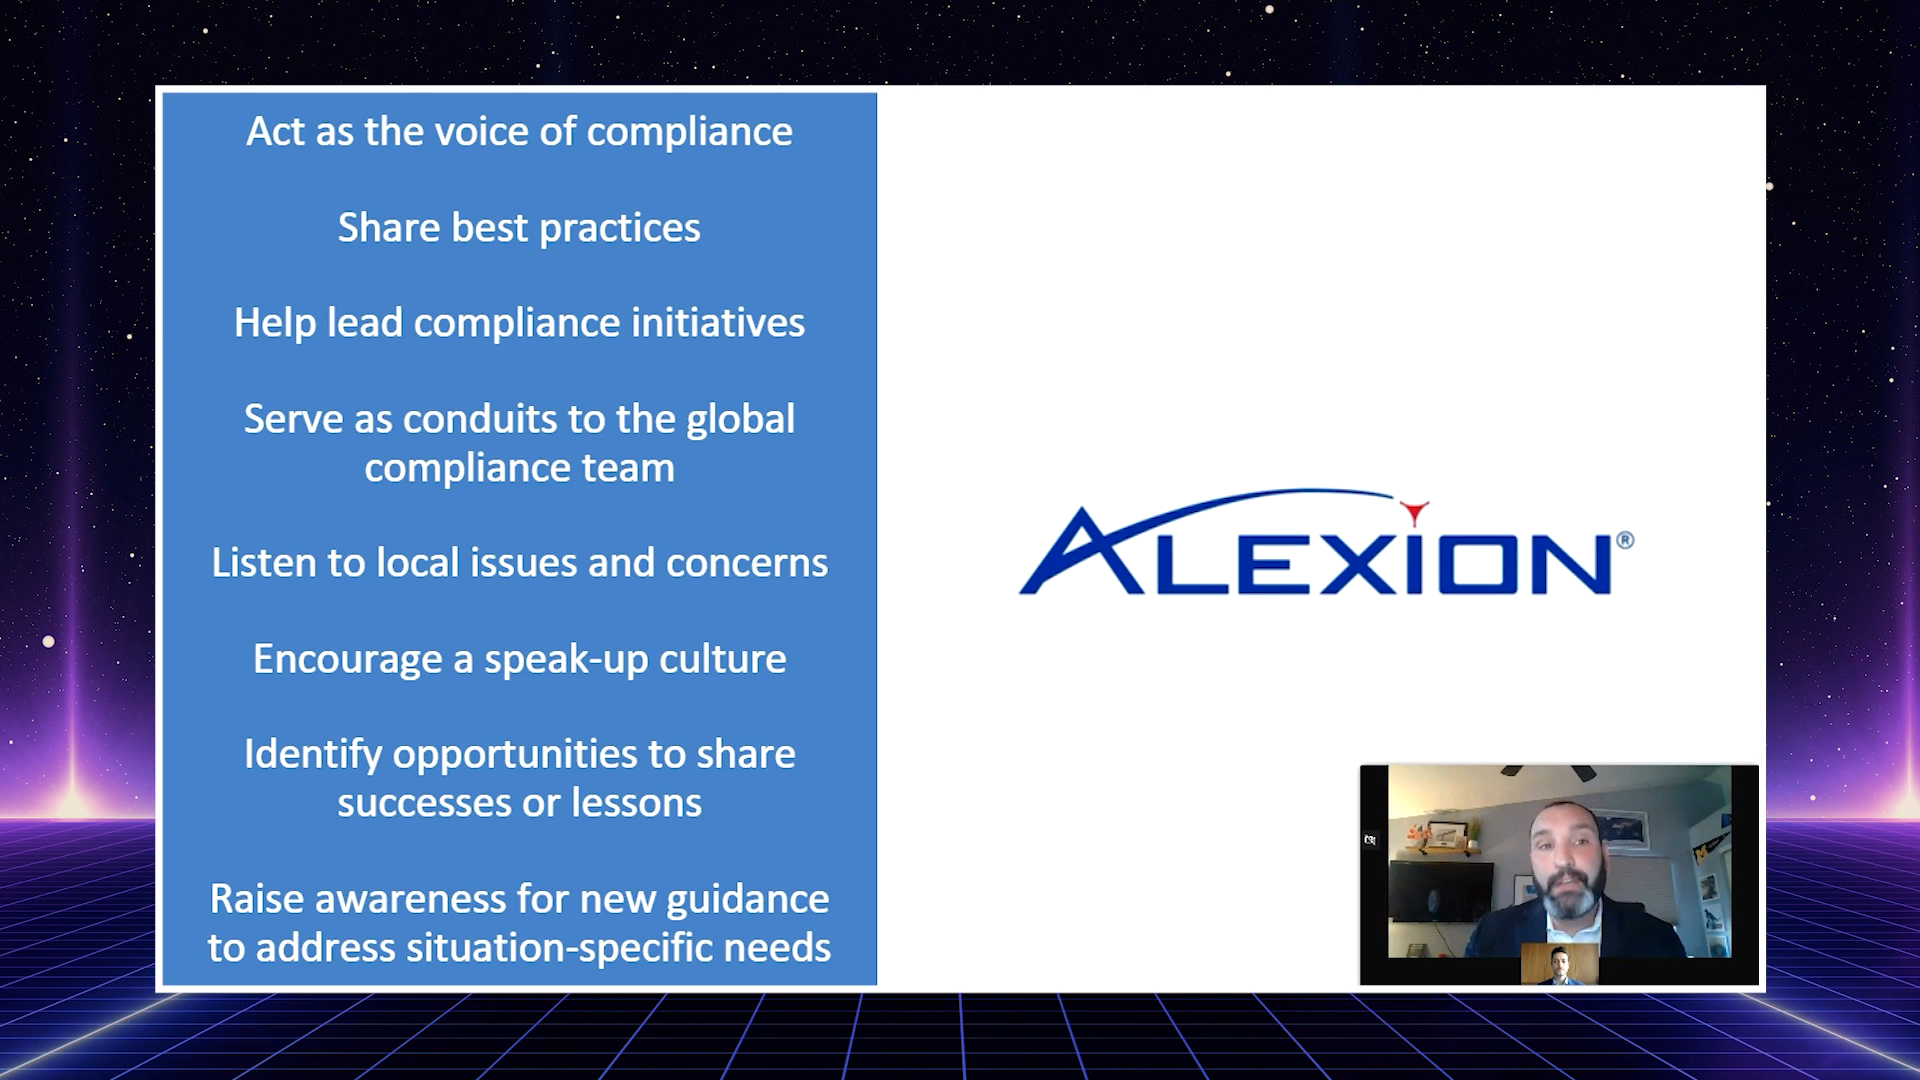 Act as the voice of compliance
Share best practices
Help lead compliance initiatives
Serve as conduits to the global
compliance team
Listen to local issues and concerns
Encourage a speak-up culture
Identify opportunities to share
successes or lessons
Raise awareness for new guidance
to address situation-specific needs
ALEXION®
M